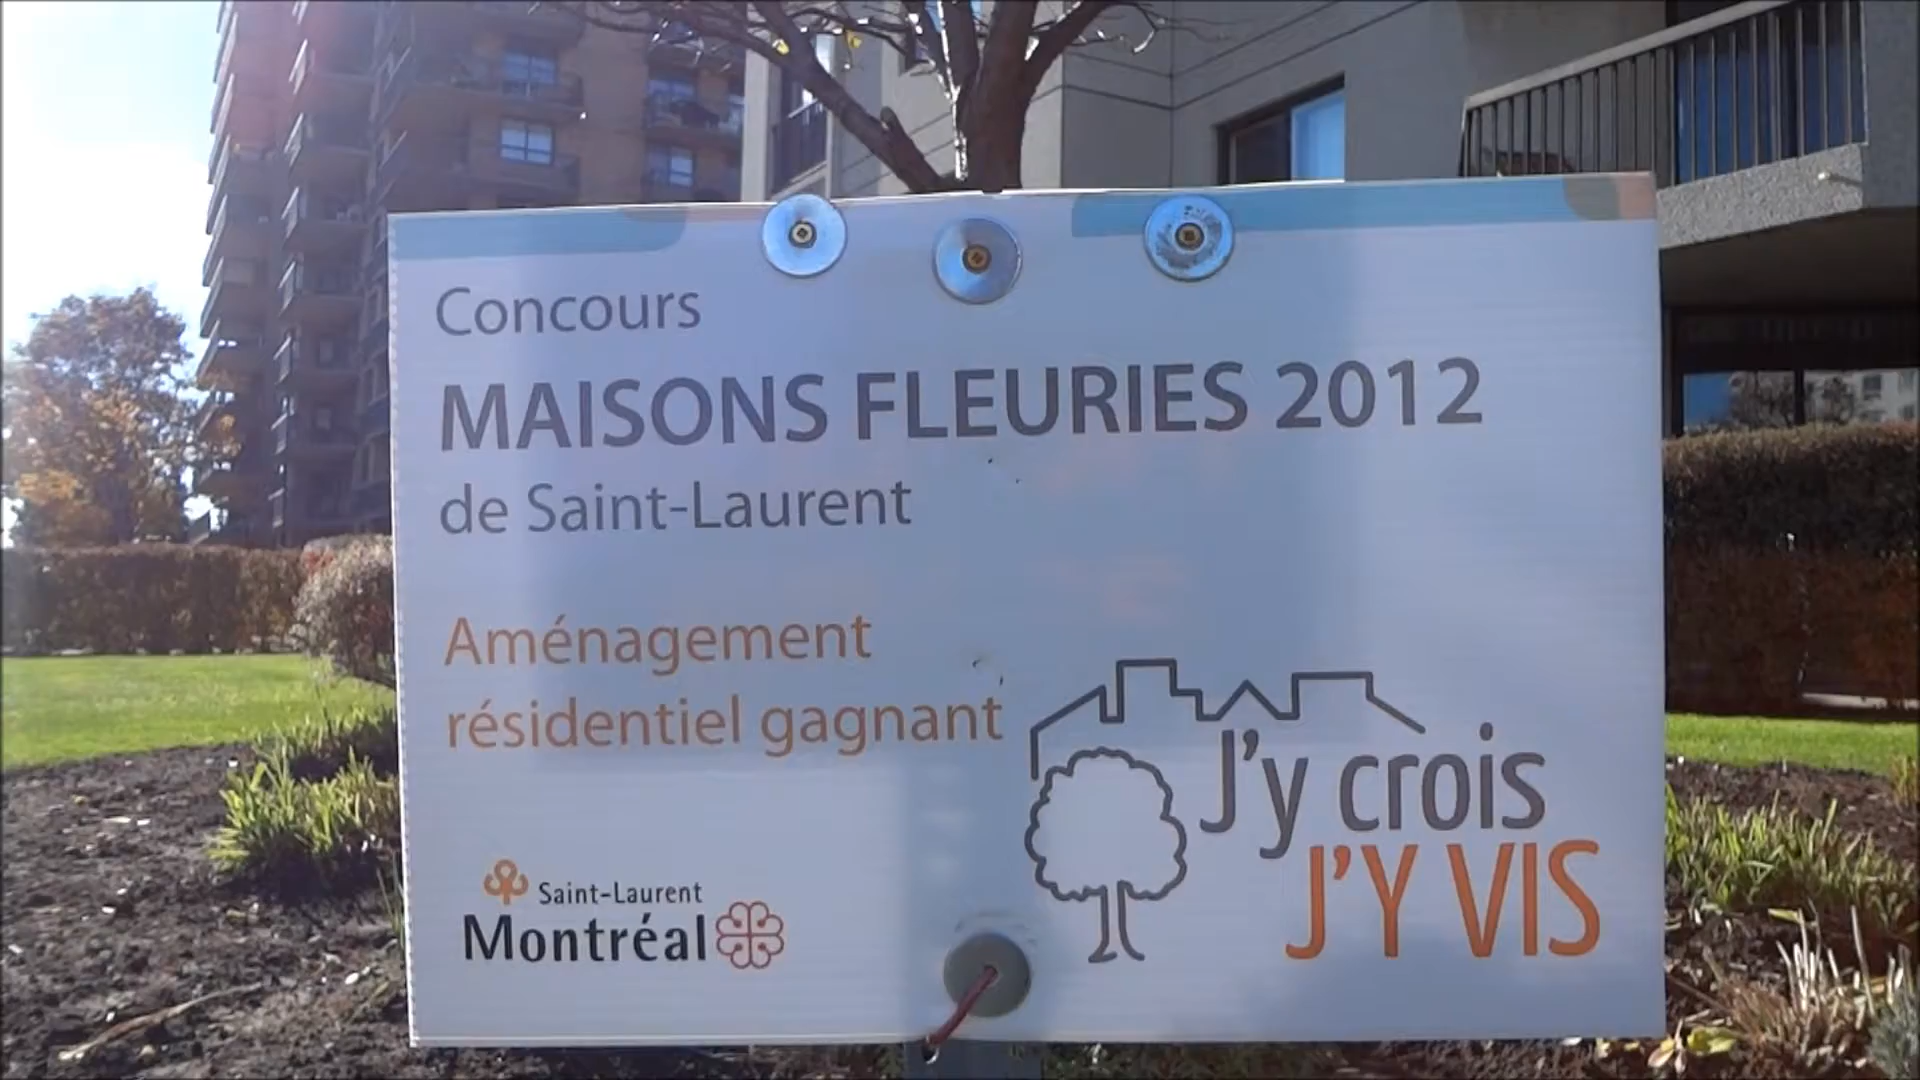 Concours
MAISONS FLEURIES 2012
de Saint-Laurent
Aménagement
résidentiel gagnant
J'y crois
J'Y VIS
Saint-Laurent
Montréal